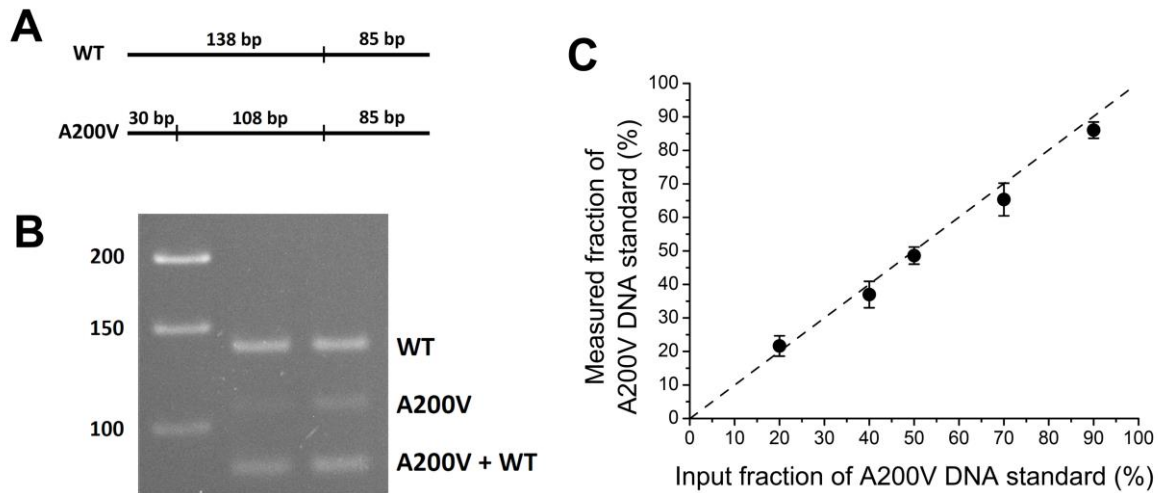 A
138 bp
85 bp
WT
30 bp
108 bp
85 bp
A200V
B
200
150
100
WT
A200V
A200V + WT
C
Measured fraction of
A200V DNA standard (%)
100
90
80
70
60
50
40
30
20
10
0
0 10 20 30 40 50 60 70 80 90 100
Input fraction of A200V DNA standard (%)